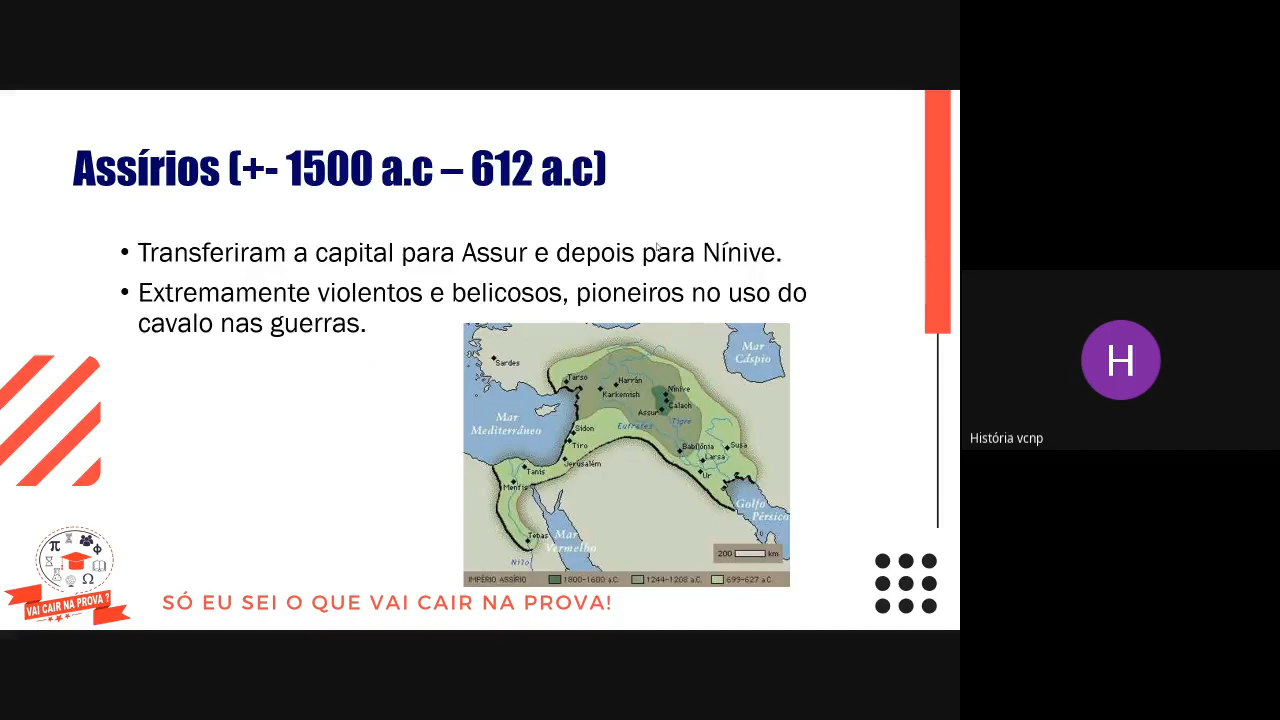 Assírios (+- 1500 a.c – 612 a.c)
• Transferiram a capital para Assur e depois para Nínive.
• Extremamente violentos e belicosos, pioneiros no uso do
cavalo nas guerras.
Mar
Cáspio
Sardes
Tarso
Harrán
Karkemish
Nínive
Calach
Assur
Mar
Mediterráneo
Eufrates
Tigre
Sidon
Tiro
Jerusalém
Babilônia
Susa
Larsa
Ur
Tanis
Menfis
Golfo
Pérsico
Tebas
Mar
Vermelho
Nilo
200 km
IMPÉRIO ASSÍRIO 1800-1600 a.C. 1244-1208 a.C. 699-627 a.C.
π
Ω
VAI CAIR NA PROVA ?
SÓ EU SEI O QUE VAI CAIR NA PROVA!
H
História vcnp